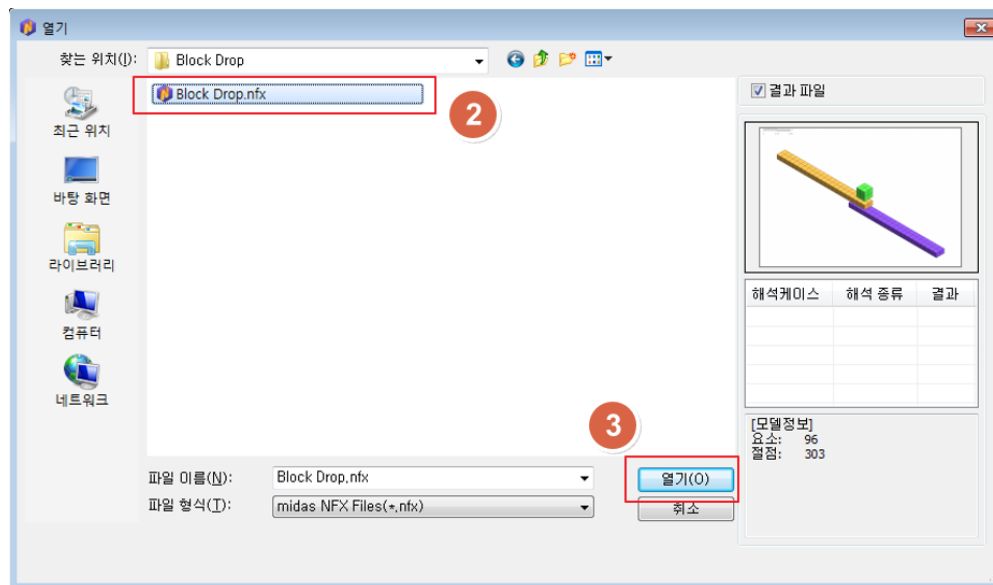 열기
찾는 위치(I):
Block Drop
Block Drop.nfx
2
최근 위치
바탕 화면
라이브러리
컴퓨터
네트워크
결과 파일
해석케이스 해석 종류 결과
[모델정보]
요소: 96
절점: 303
3
파일 이름(N): Block Drop.nfx 열기(O)
파일 형식(T): midas NFX Files(*.nfx) 취소